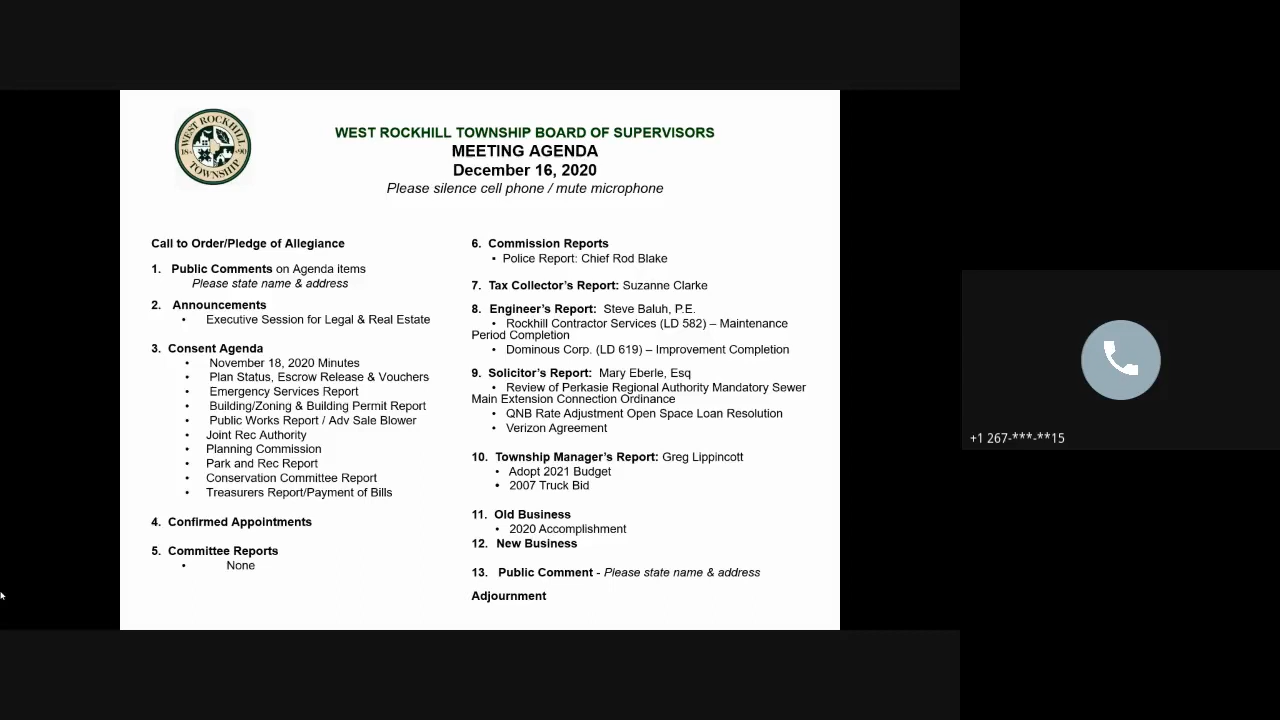 WEST ROCKHILL
18 90
TOWNSHIP
WEST ROCKHILL TOWNSHIP BOARD OF SUPERVISORS
MEETING AGENDA
December 16, 2020
Please silence cell phone / mute microphone
Call to Order/Pledge of Allegiance
1. Public Comments on Agenda items
Please state name & address
2. Announcements
• Executive Session for Legal & Real Estate
3. Consent Agenda
• November 18, 2020 Minutes
• Plan Status, Escrow Release & Vouchers
• Emergency Services Report
• Building/Zoning & Building Permit Report
• Public Works Report / Adv Sale Blower
• Joint Rec Authority
• Planning Commission
• Park and Rec Report
• Conservation Committee Report
• Treasurers Report/Payment of Bills
4. Confirmed Appointments
5. Committee Reports
• None
6. Commission Reports
• Police Report: Chief Rod Blake
7. Tax Collector's Report: Suzanne Clarke
8. Engineer's Report: Steve Baluh, P.E.
• Rockhill Contractor Services (LD 582) – Maintenance
Period Completion
• Dominous Corp. (LD 619) – Improvement Completion
9. Solicitor's Report: Mary Eberle, Esq
• Review of Perkasie Regional Authority Mandatory Sewer
Main Extension Connection Ordinance
• QNB Rate Adjustment Open Space Loan Resolution
• Verizon Agreement
10. Township Manager's Report: Greg Lippincott
• Adopt 2021 Budget
• 2007 Truck Bid
11. Old Business
• 2020 Accomplishment
12. New Business
13. Public Comment - Please state name & address
Adjournment
+1 267-***-**15